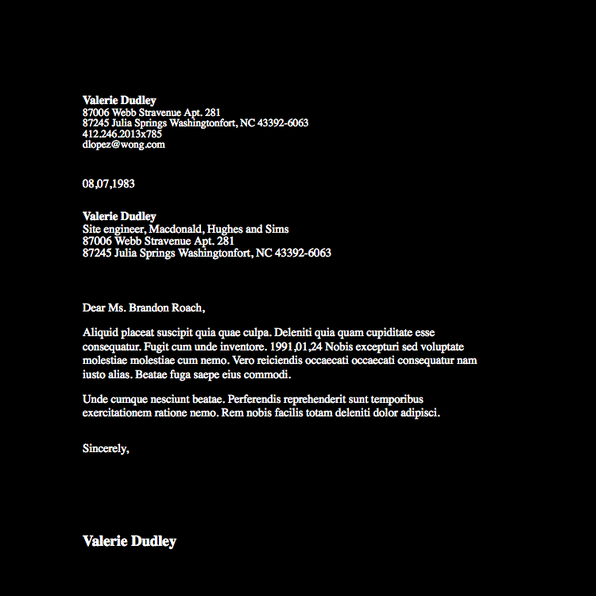 Valerie Dudley
87006 Webb Stravenue Apt. 281
87245 Julia Springs Washingtonfort, NC 43392-6063
412.246.2013x785
dlopez@wong.com
08,07,1983
Valerie Dudley
Site engineer, Macdonald, Hughes and Sims
87006 Webb Stravenue Apt. 281
87245 Julia Springs Washingtonfort, NC 43392-6063
Dear Ms. Brandon Roach,
Aliquid placeat suscipit quia quae culpa. Deleniti quia quam cupiditate esse
consequatur. Fugit cum unde inventore. 1991,01,24 Nobis excepturi sed voluptate
molestiae molestiae cum nemo. Vero reiciendis occaecati occaecati consequatur nam
iusto alias. Beatae fuga saepe eius commodi.
Unde cumque nesciunt beatae. Perferendis reprehenderit sunt temporibus
exercitationem ratione nemo. Rem nobis facilis totam deleniti dolor adipisci.
Sincerely,
Valerie Dudley